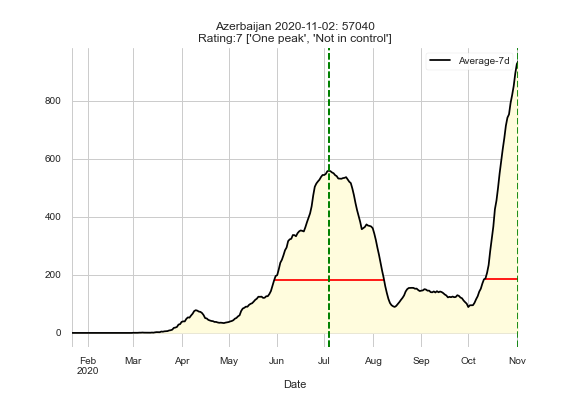 Azerbaijan 2020-11-02: 57040
Rating:7 ['One peak', 'Not in control']
Average-7d
800
600
400
200
0
Feb Mar Apr May Jun Jul Aug Sep Oct Nov
2020
Date